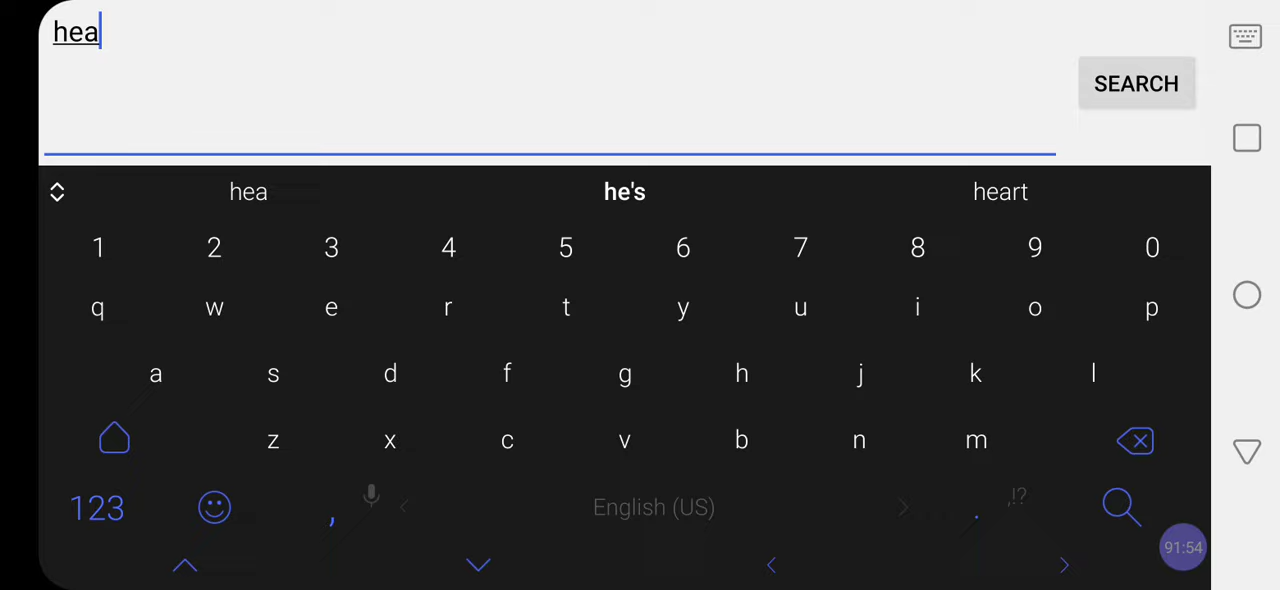 hea
SEARCH
hea he's heart
1 2 3 4 5 6 7 8 9 0
q w e r t y u i o p
a s d f g h j k l
z x c v b n m
123 , English (US) . ,!?
91:54